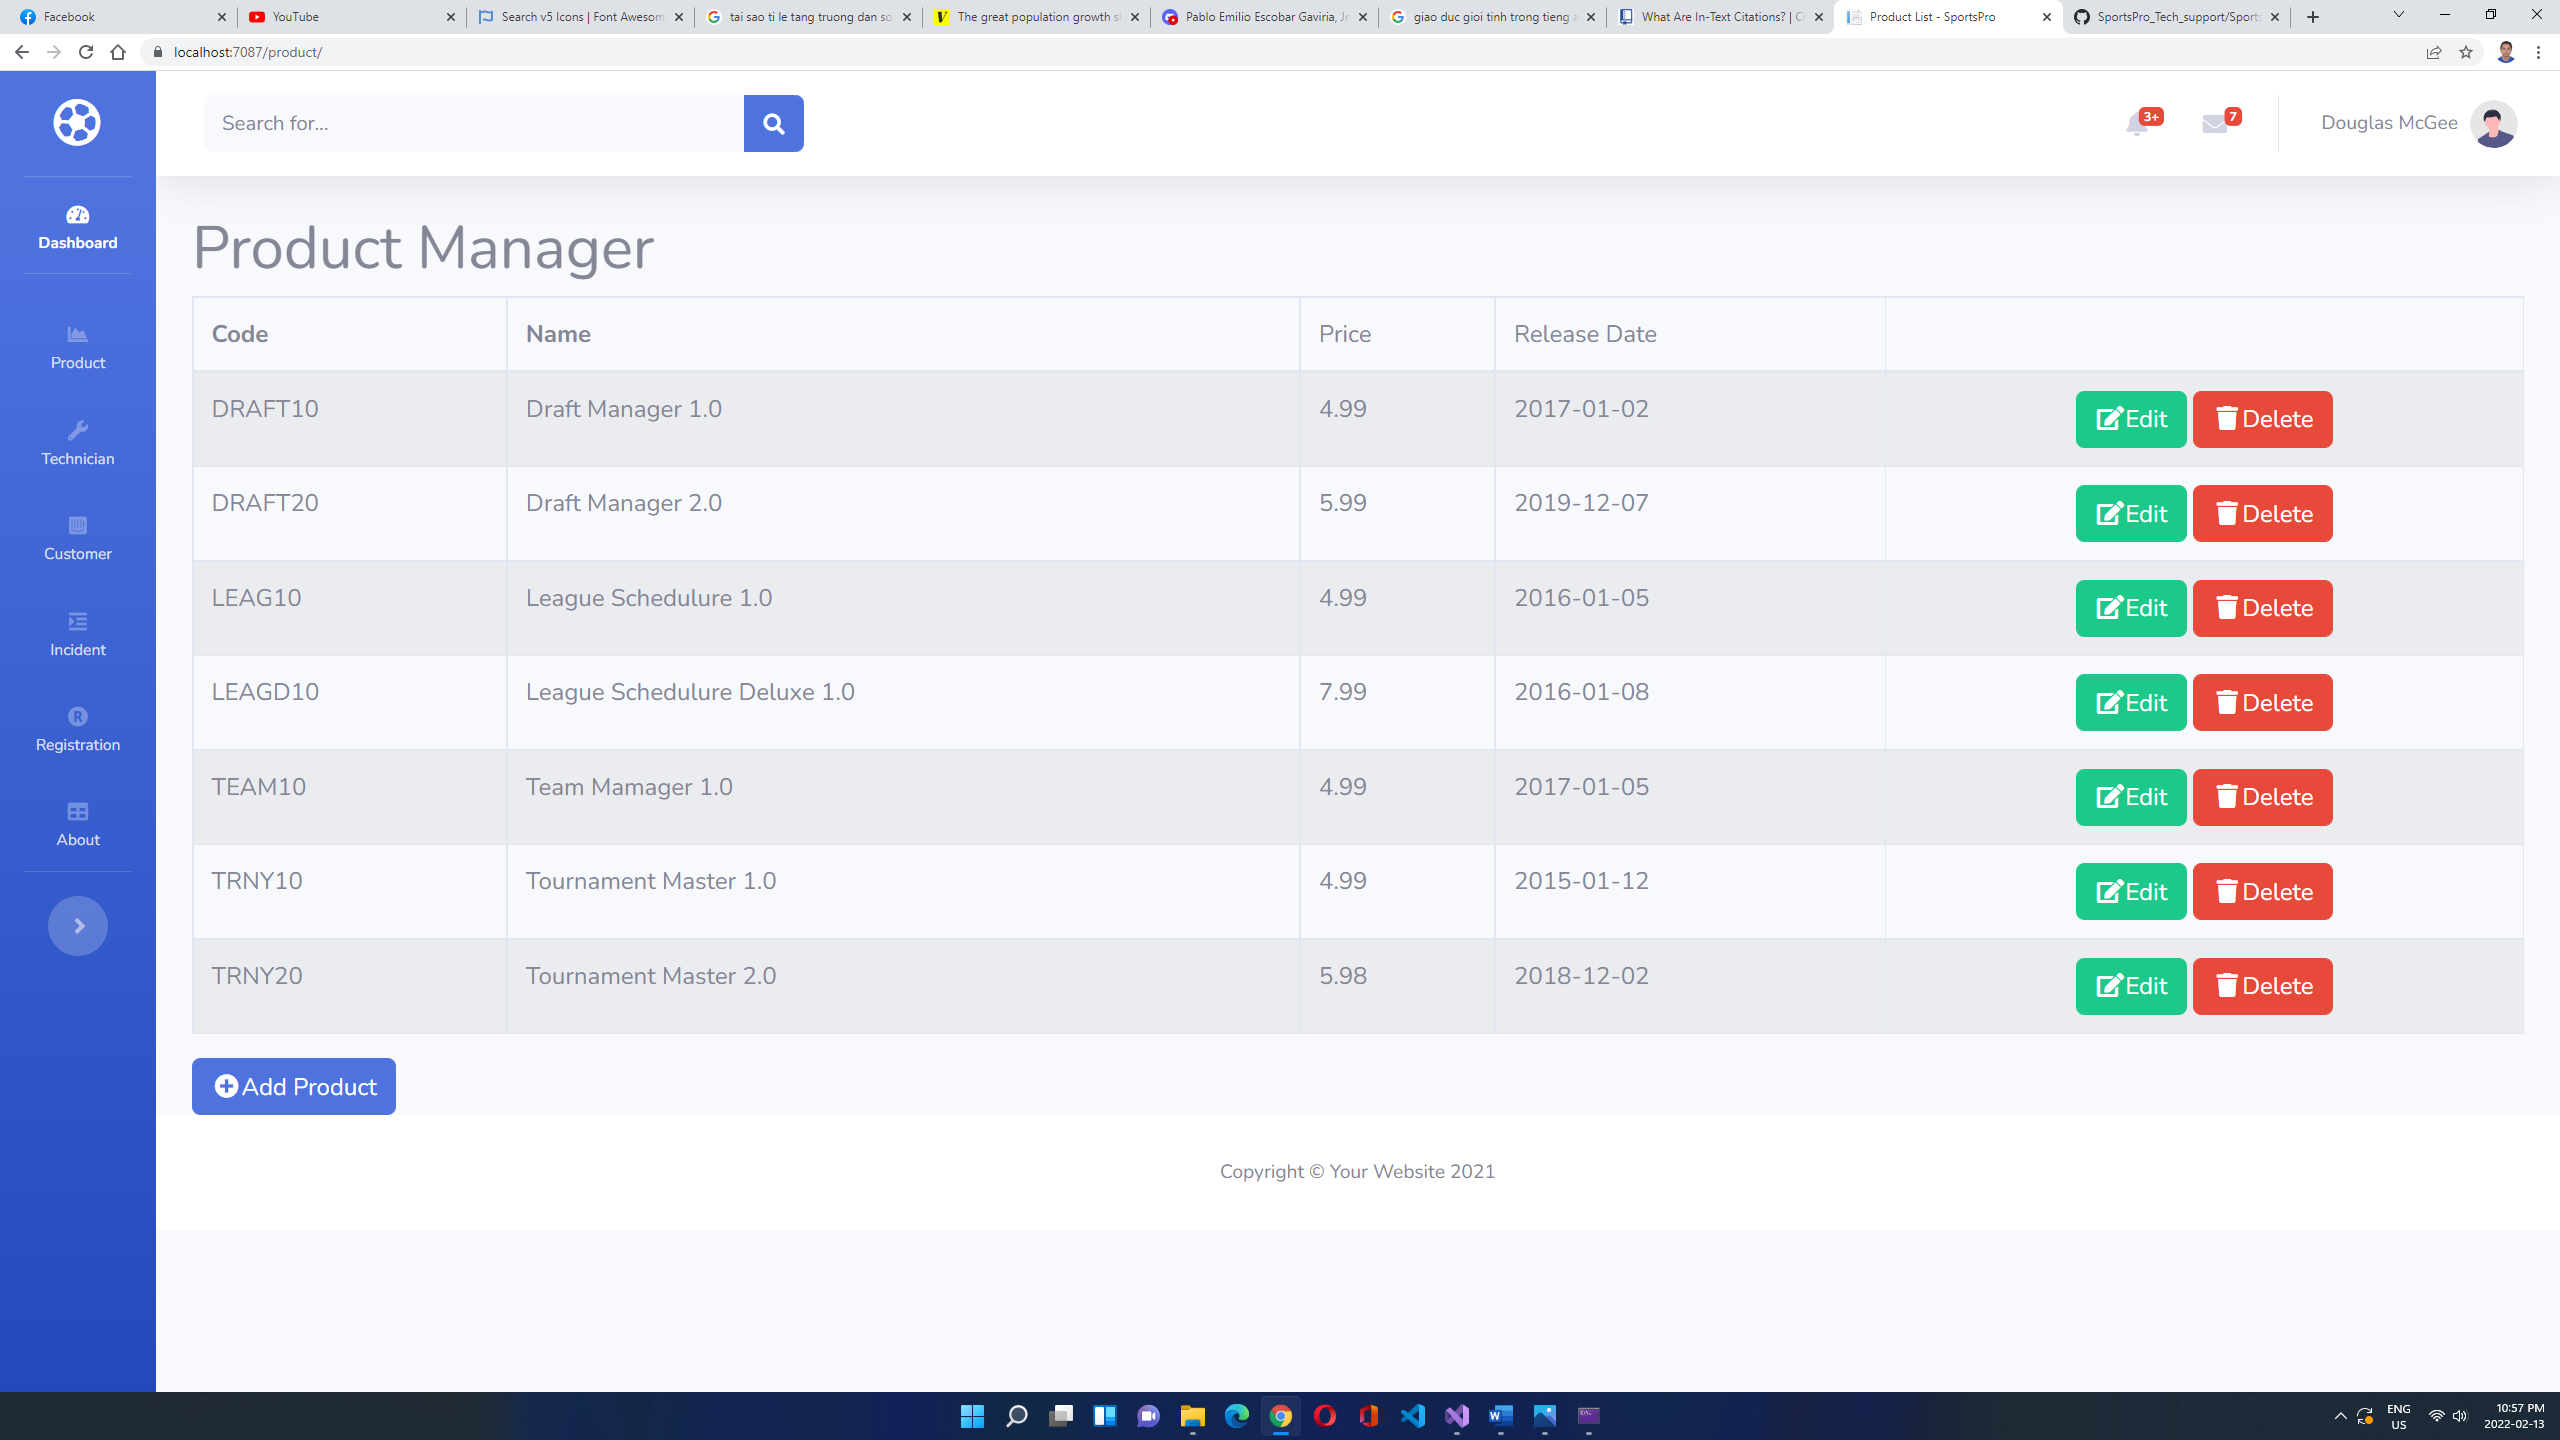 Facebook
YouTube
Search v5 Icons | Font Awesom
tai sao ti le tang truong dan so
The great population growth s
Pablo Emilio Escobar Gaviria, Jr
giao duc gioi tinh trong tieng a
What Are In-Text Citations? | Ci
Product List - SportsPro
SportsPro_Tech_support/Sports
localhost:7087/product/
Search for...
3+
7
Douglas McGee
Dashboard
Product
Technician
Customer
Incident
Registration
About
Product Manager
Code Name Price Release Date
DRAFT10 Draft Manager 1.0 4.99 2017-01-02 Edit Delete
DRAFT20 Draft Manager 2.0 5.99 2019-12-07 Edit Delete
LEAG10 League Schedulure 1.0 4.99 2016-01-05 Edit Delete
LEAGD10 League Schedulure Deluxe 1.0 7.99 2016-01-08 Edit Delete
TEAM10 Team Mamager 1.0 4.99 2017-01-05 Edit Delete
TRNY10 Tournament Master 1.0 4.99 2015-01-12 Edit Delete
TRNY20 Tournament Master 2.0 5.98 2018-12-02 Edit Delete
Add Product
Copyright © Your Website 2021
ENG
US
10:57 PM
2022-02-13